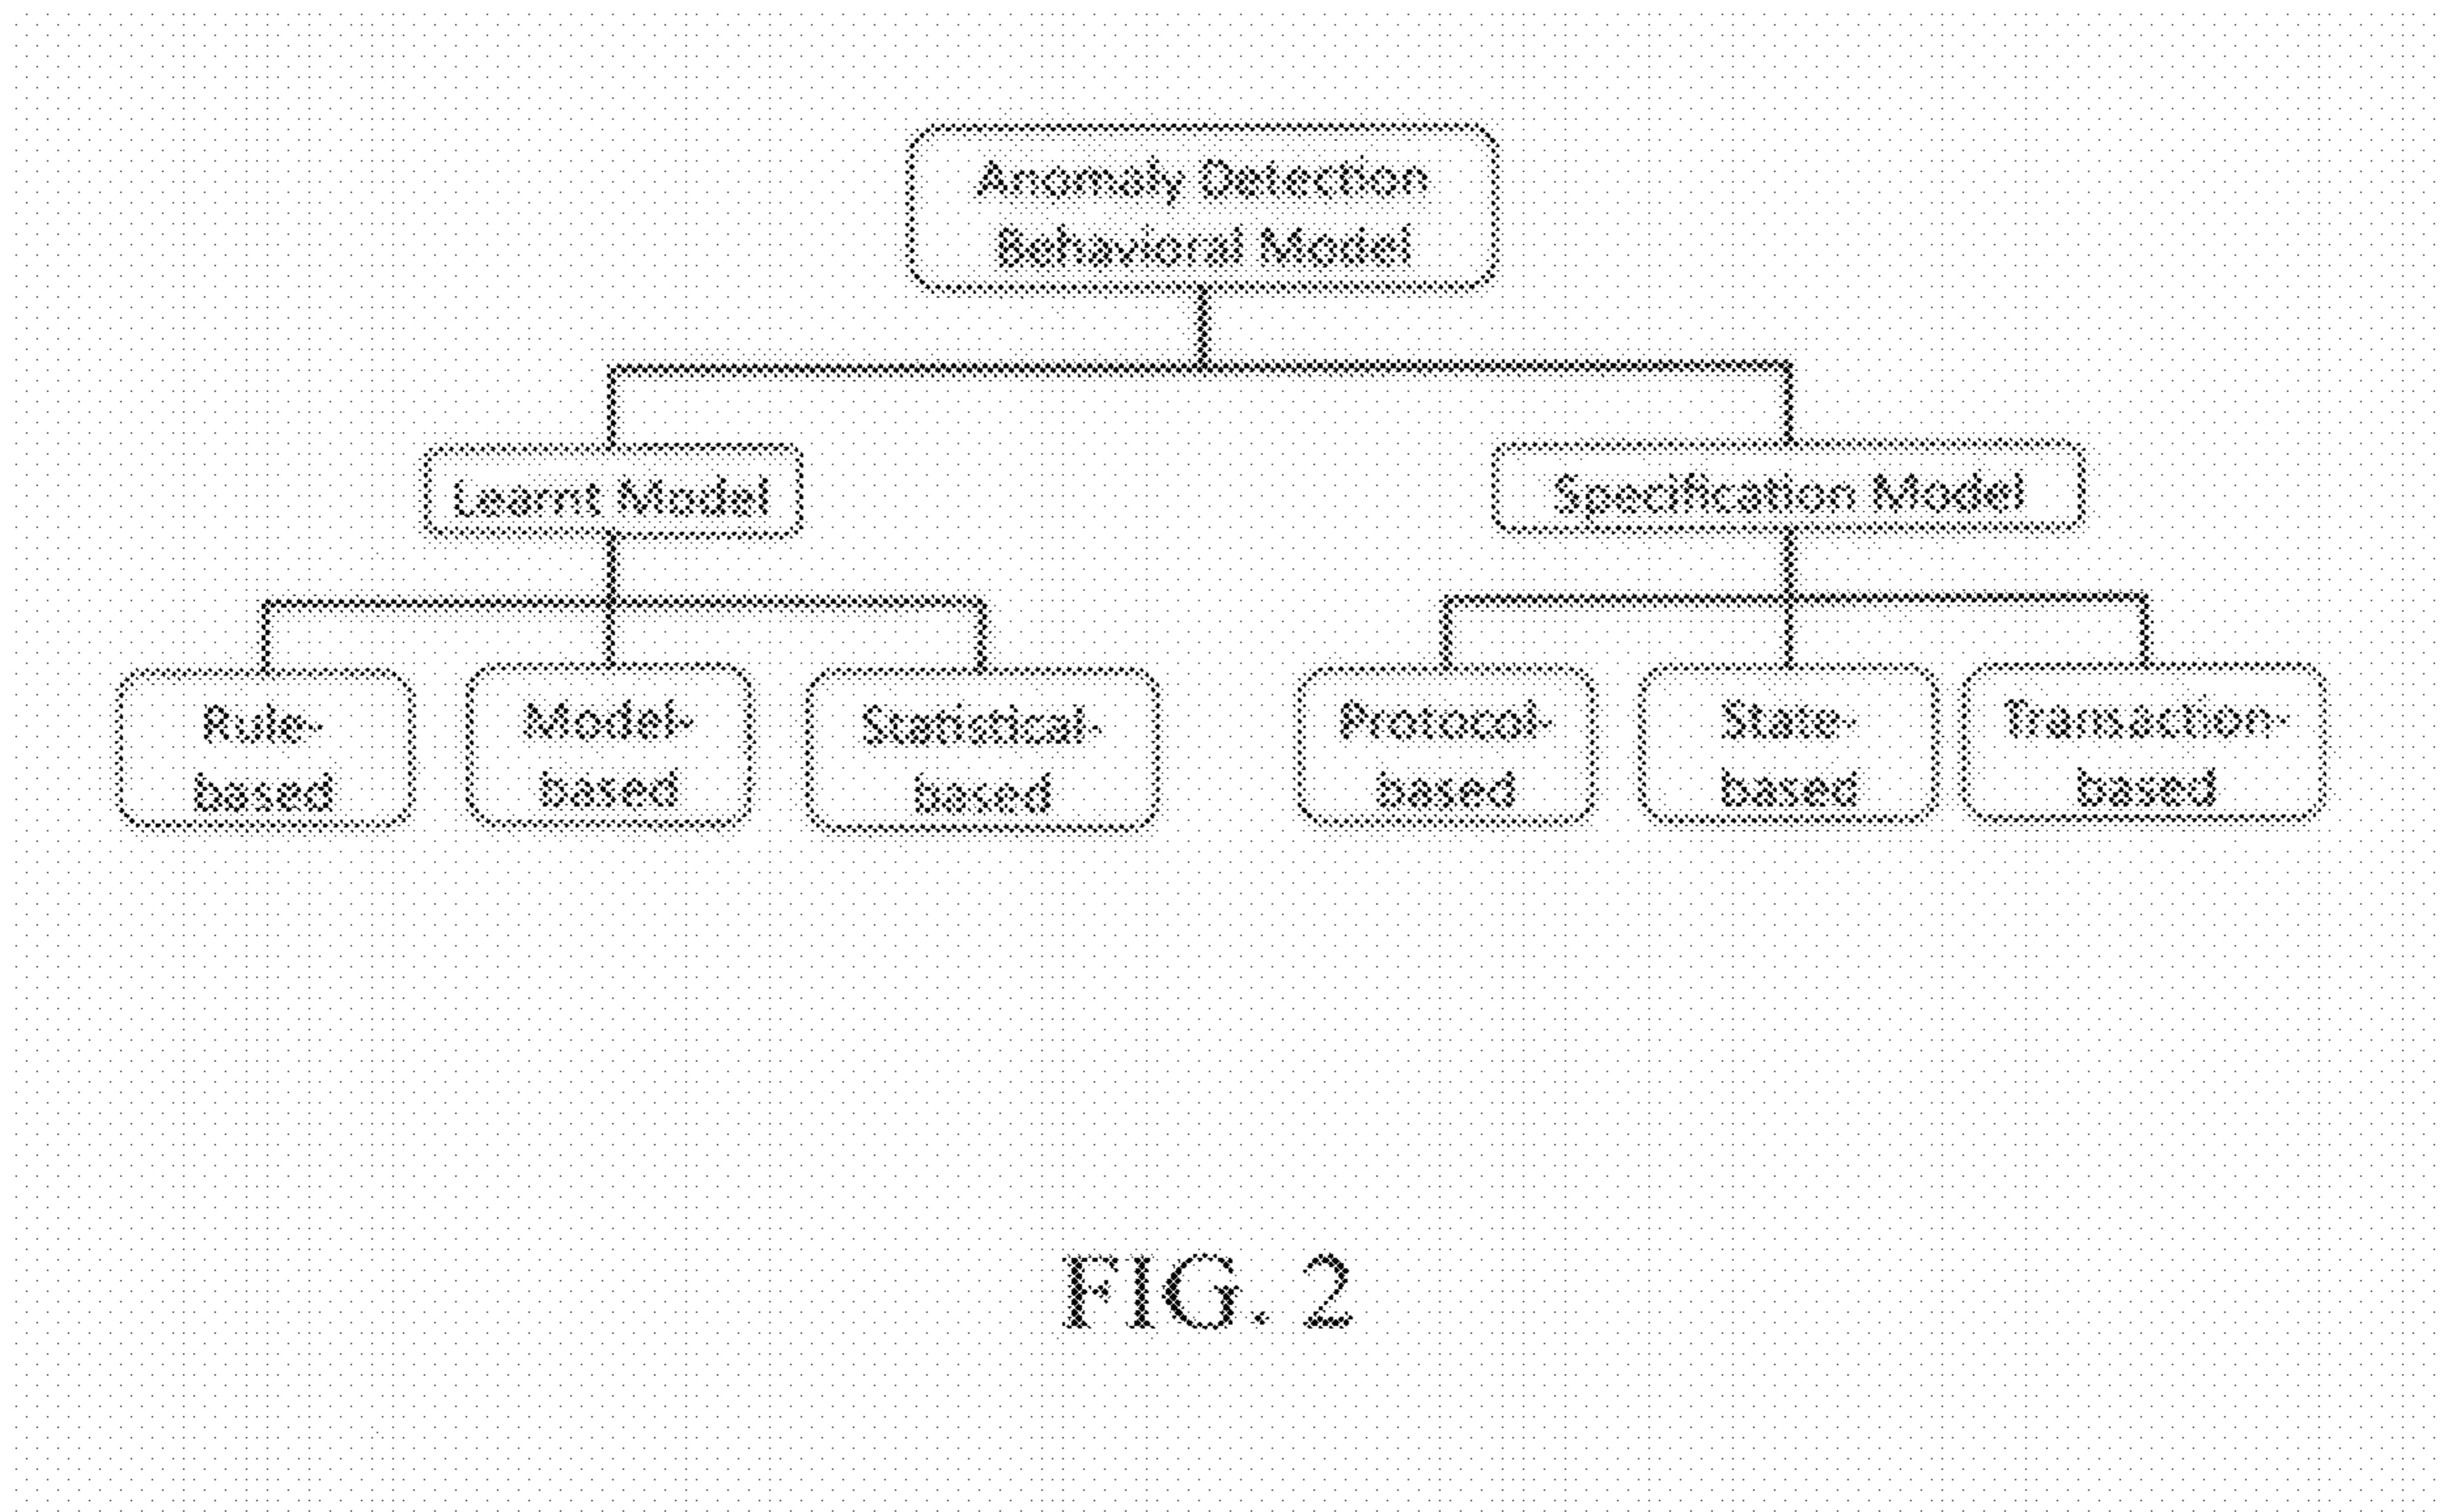 Anomaly Detection
Behavioral Model
Learnt Model
Specification Model
Rule-
based
Model-
based
Statistical-
based
Protocol-
based
State-
based
Transaction-
based
FIG. 2